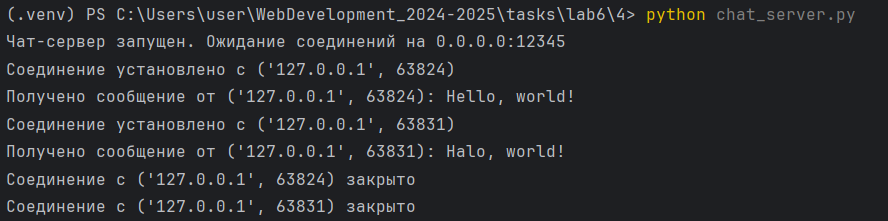 (.venv) PS C:\Users\user\WebDevelopment_2024-2025\tasks\lab6\4> python chat_server.py
Чат-сервер запущен. Ожидание соединений на 0.0.0.0:12345
Соединение установлено с ('127.0.0.1', 63824)
Получено сообщение от ('127.0.0.1', 63824): Hello, world!
Соединение установлено с ('127.0.0.1', 63831)
Получено сообщение от ('127.0.0.1', 63831): Halo, world!
Соединение с ('127.0.0.1', 63824) закрыто
Соединение с ('127.0.0.1', 63831) закрыто